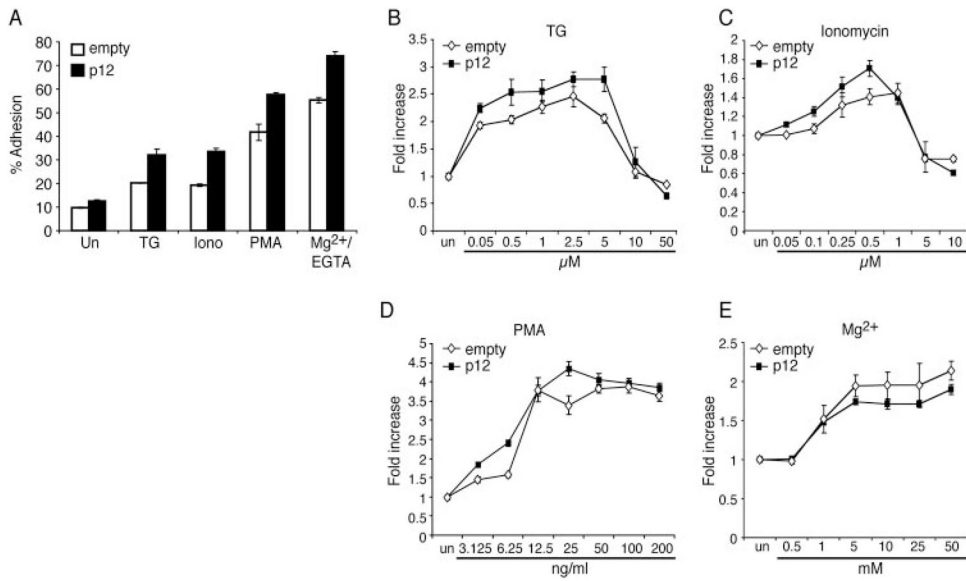 A
empty
p12
% Adhesion
80
70
60
50
40
30
20
10
0
Un TG Iono PMA Mg2+/
EGTA
B
TG
empty
p12
Fold increase
3
2.5
2
1.5
1
0.5
0
un 0.05 0.5 1 2.5 5 10 50
µM
C
Ionomycin
empty
p12
Fold increase
2
1.8
1.6
1.4
1.2
1
0.8
0.6
0.4
0.2
0
un 0.05 0.1 0.25 0.5 1 5 10
µM
D
PMA
empty
p12
Fold increase
5
4.5
4
3.5
3
2.5
2
1.5
1
0.5
0
un 3.125 6.25 12.5 25 50 100 200
ng/ml
E
Mg2+
empty
p12
Fold increase
2.5
2
1.5
1
0.5
0
un 0.5 1 5 10 25 50
mM